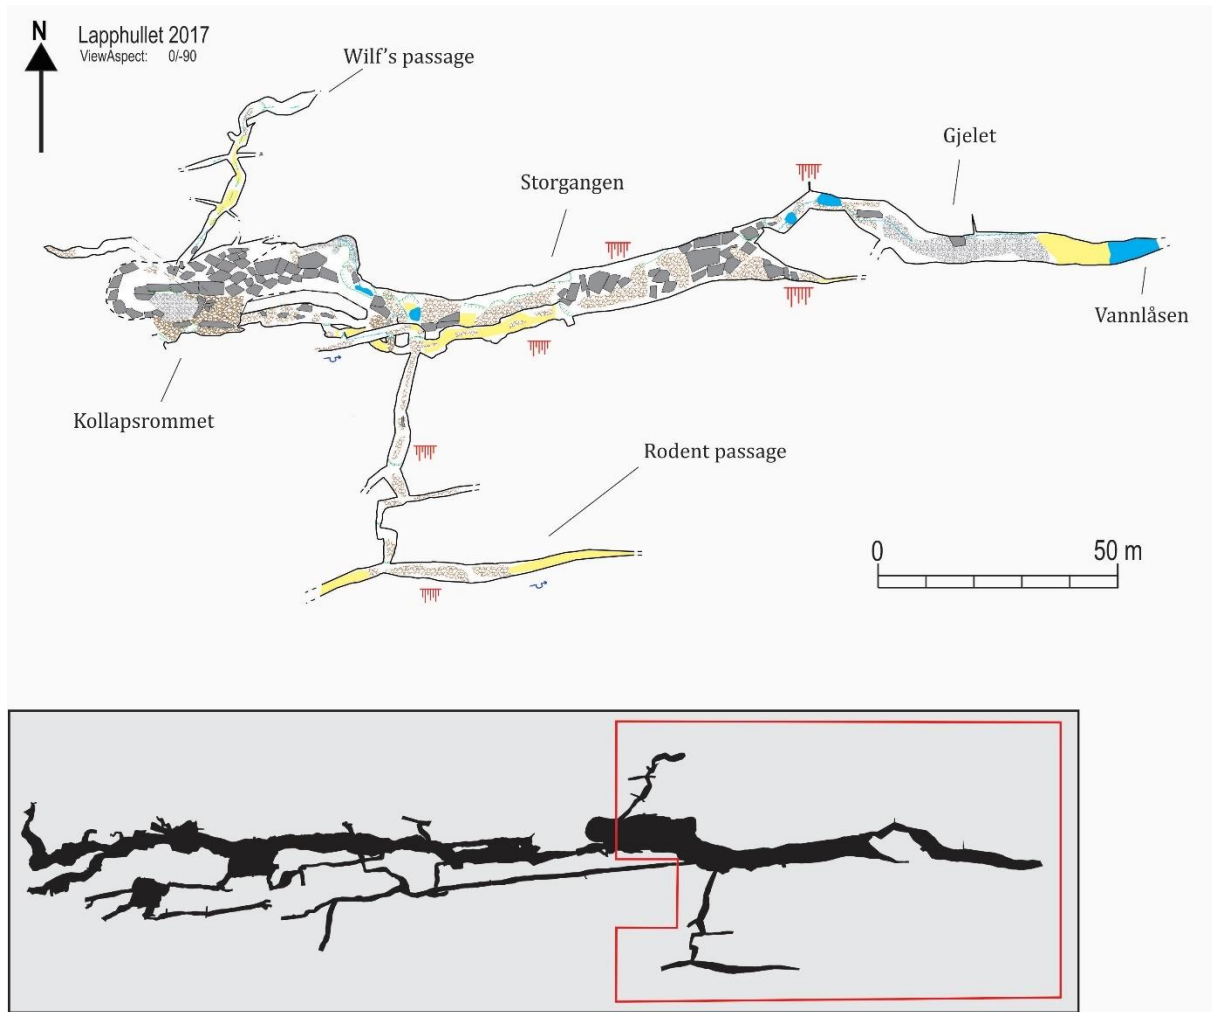 N
Lapphullet 2017
ViewAspect: 0/-90
Wilf's passage
Gjelet
Storgangen
Vannlåsen
Kollapsrommet
Rodent passage
0 50 m